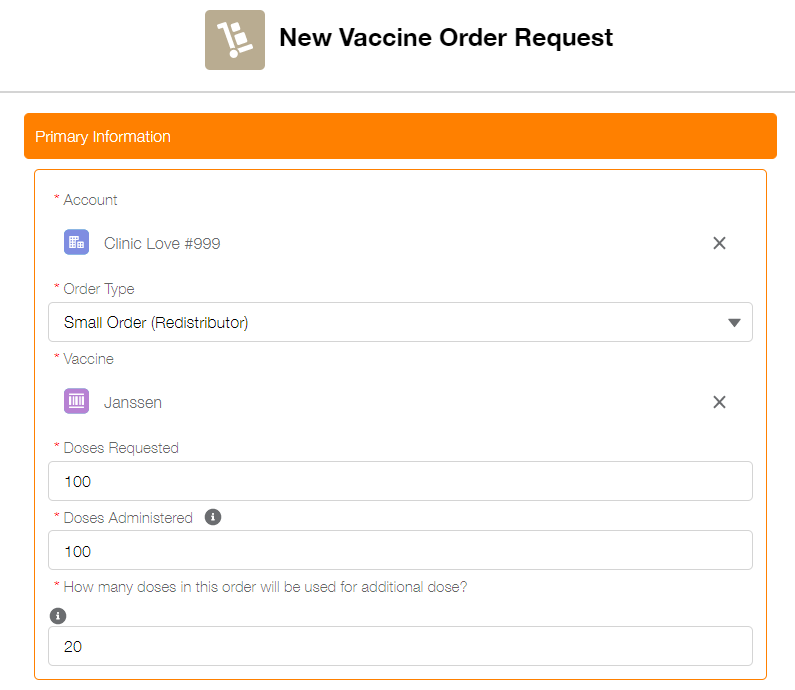 New Vaccine Order Request
Primary Information
* Account
Clinic Love #999
* Order Type
Small Order (Redistributor)
* Vaccine
Janssen
* Doses Requested
100
* Doses Administered
100
* How many doses in this order will be used for additional dose?
20